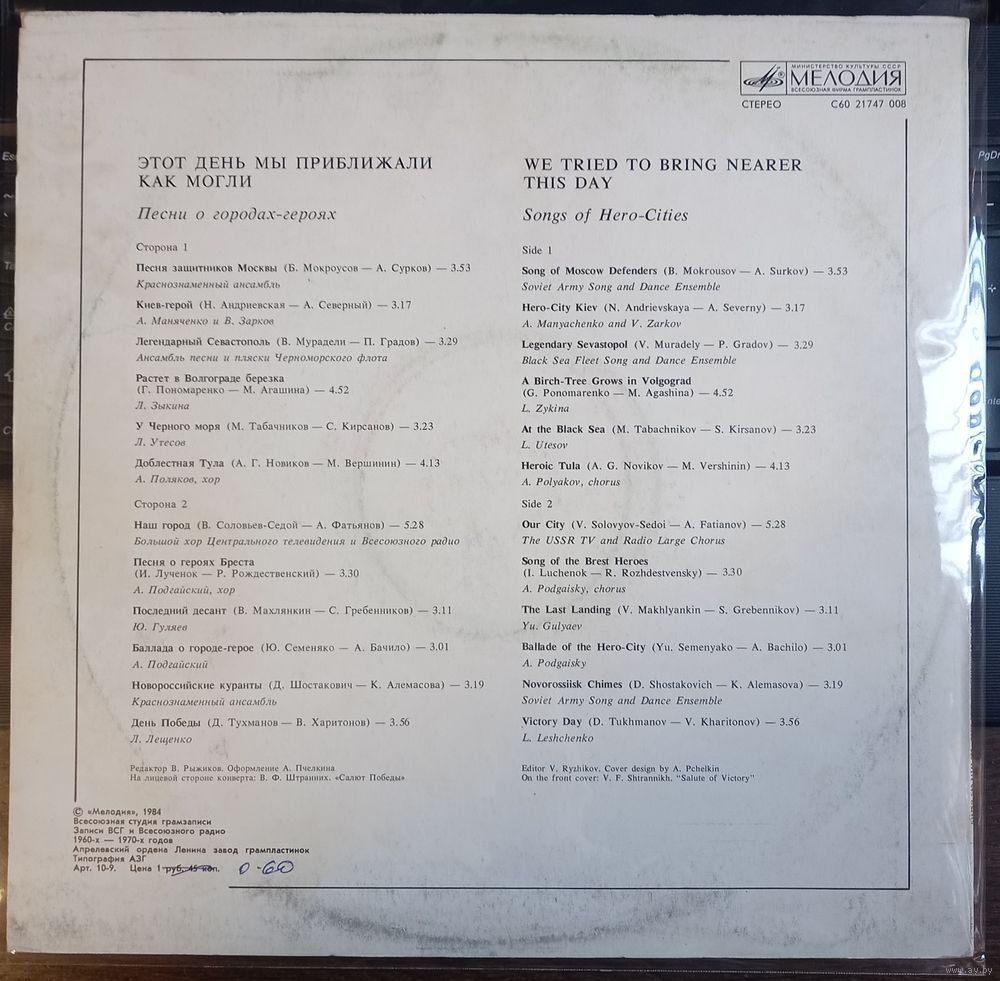 МИНИСТЕРСТВО КУЛЬТУРЫ СССР
МЕЛОДИЯ
ВСЕСОЮЗНАЯ ФИРМА ГРАМПЛАСТИНОК
СТЕРЕО С60 21747 008
ЭТОТ ДЕНЬ МЫ ПРИБЛИЖАЛИ
КАК МОГЛИ
Песни о городах-героях
Сторона 1
Песня защитников Москвы (Б. Мокроусов — А. Сурков) — 3.53
Краснознаменный ансамбль
Киев-герой (Н. Андриевская — А. Северный) — 3.17
А. Маняченко и В. Зарков
Легендарный Севастополь (В. Мурадели — П. Градов) — 3.29
Ансамбль песни и пляски Черноморского флота
Растет в Волгограде березка
(Г. Пономаренко — М. Агашина) — 4.52
Л. Зыкина
У Черного моря (М. Табачников — С. Кирсанов) — 3.23
Л. Утесов
Доблестная Тула (А. Г. Новиков — М. Вершинин) — 4.13
А. Поляков, хор
Сторона 2
Наш город (В. Соловьев-Седой — А. Фатьянов) — 5.28
Большой хор Центрального телевидения и Всесоюзного радио
Песня о героях Бреста
(И. Лученок — Р. Рождественский) — 3.30
А. Подгайский, хор
Последний десант (В. Махлянкин — С. Гребенников) — 3.11
Ю. Гуляев
Баллада о городе-герое (Ю. Семеняко — А. Бачило) — 3.01
А. Подгайский
Новороссийские куранты (Д. Шостакович — К. Алемасова) — 3.19
Краснознаменный ансамбль
День Победы (Д. Тухманов — В. Харитонов) — 3.56
Л. Лещенко
Редактор В. Рыжиков. Оформление А. Пчелкина
На лицевой стороне конверта: В. Ф. Штранних. «Салют Победы»
WE TRIED TO BRING NEARER
THIS DAY
Songs of Hero-Cities
Side 1
Song of Moscow Defenders (B. Mokrousov — A. Surkov) — 3.53
Soviet Army Song and Dance Ensemble
Hero-City Kiev (N. Andrievskaya — A. Severny) — 3.17
A. Manyachenko and V. Zarkov
Legendary Sevastopol (V. Muradely — P. Gradov) — 3.29
Black Sea Fleet Song and Dance Ensemble
A Birch-Tree Grows in Volgograd
(G. Ponomarenko — M. Agashina) — 4.52
L. Zykina
At the Black Sea (M. Tabachnikov — S. Kirsanov) — 3.23
L. Utesov
Heroic Tula (A. G. Novikov — M. Vershinin) — 4.13
A. Polyakov, chorus
Side 2
Our City (V. Solovyov-Sedoi — A. Fatianov) — 5.28
The USSR TV and Radio Large Chorus
Song of the Brest Heroes
(I. Luchenok — R. Rozhdestvensky) — 3.30
A. Podgaisky, chorus
The Last Landing (V. Makhlyankin — S. Grebennikov) — 3.11
Yu. Gulyaev
Ballade of the Hero-City (Yu. Semenyako — A. Bachilo) — 3.01
A. Podgaisky
Novorossiisk Chimes (D. Shostakovich — K. Alemasova) — 3.19
Soviet Army Song and Dance Ensemble
Victory Day (D. Tukhmanov — V. Kharitonov) — 3.56
L. Leshchenko
Editor V. Ryzhikov. Cover design by A. Pchelkin
On the front cover: V. F. Shtrannikh. “Salute of Victory”
© «Мелодия», 1984
Всесоюзная студия грамзаписи
Записи ВСГ и Всесоюзного радио
1960-х — 1970-х годов
Апрелевский ордена Ленина завод грампластинок
Типография АЗГ
Арт. 10-9. Цена 1 руб. 45 коп. 0-60
PgDn
www.ay.by